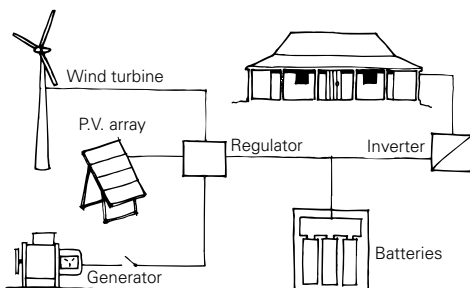 Wind turbine
P.V. array
Regulator
Inverter
Batteries
Generator